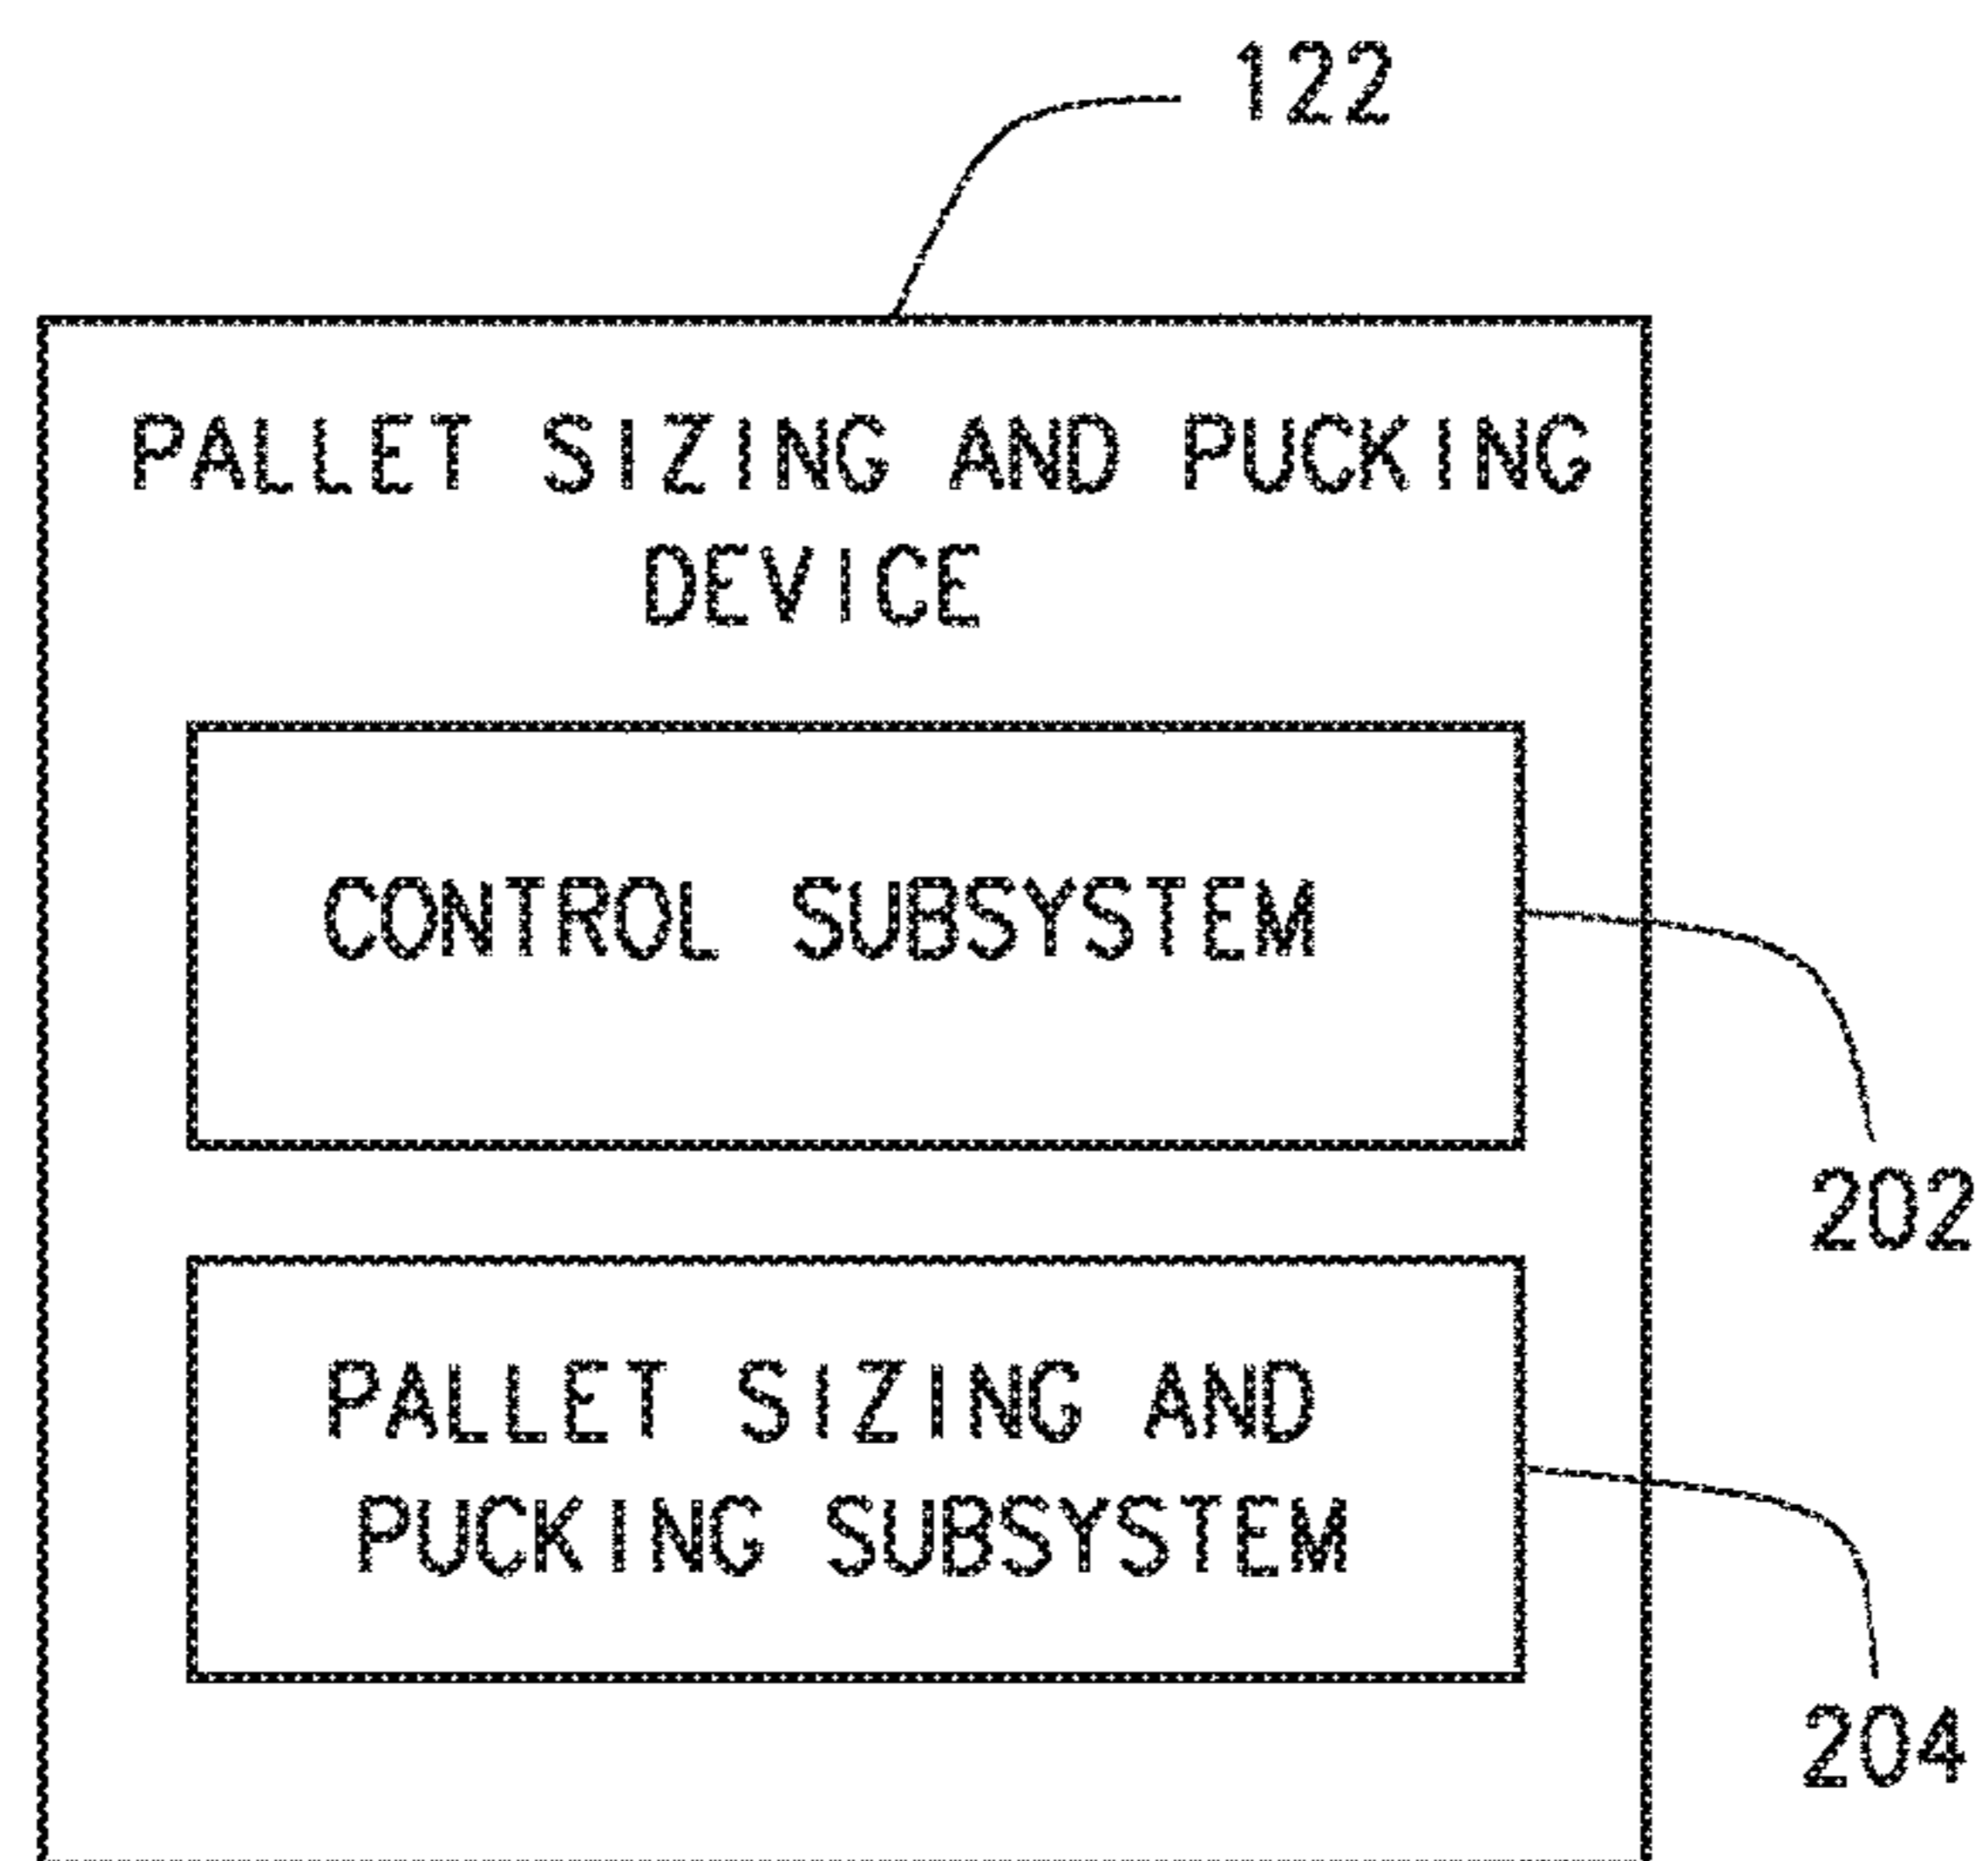 122
PALLET SIZING AND PUCKING
DEVICE
CONTROL SUBSYSTEM
202
PALLET SIZING AND
PUCKING SUBSYSTEM
204